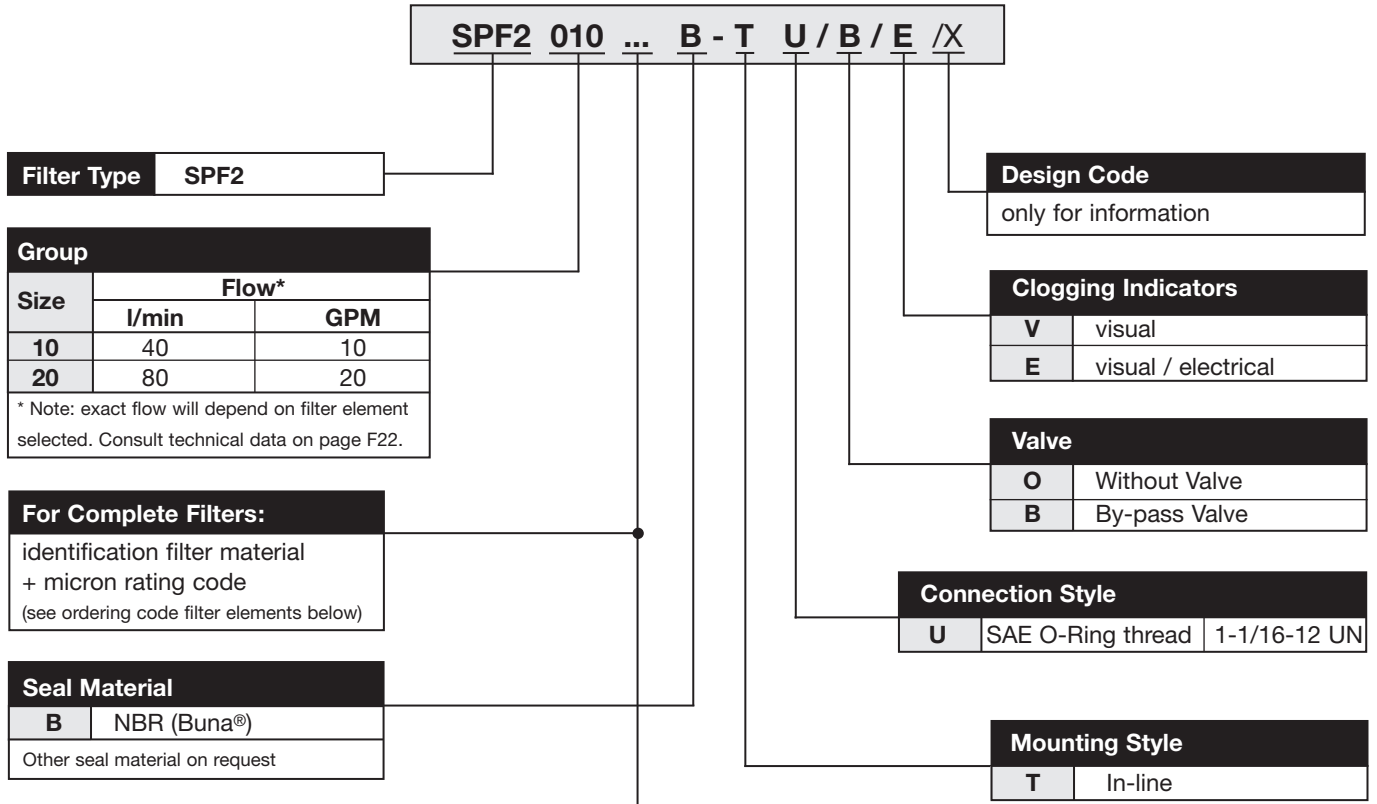 SPF2 010 ... B - T U / B / E /X
Filter Type SPF2
Group
Size Flow*
l/min GPM
10 40 10
20 80 20
* Note: exact flow will depend on filter element
selected. Consult technical data on page F22.
For Complete Filters:
identification filter material
+ micron rating code
(see ordering code filter elements below)
Seal Material
B NBR (Buna®)
Other seal material on request
Design Code
only for information
Clogging Indicators
V visual
E visual / electrical
Valve
O Without Valve
B By-pass Valve
Connection Style
U SAE O-Ring thread 1-1/16-12 UN
Mounting Style
T In-line